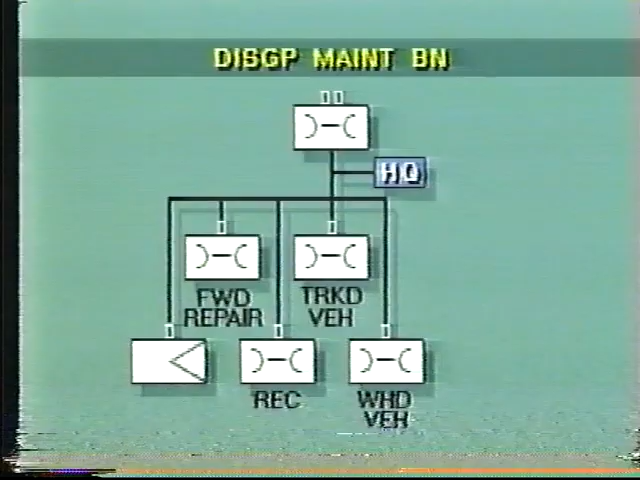 DISGP MAINT BN
HQ
FWD
REPAIR
TRKD
VEH
REC
WHD
VEH